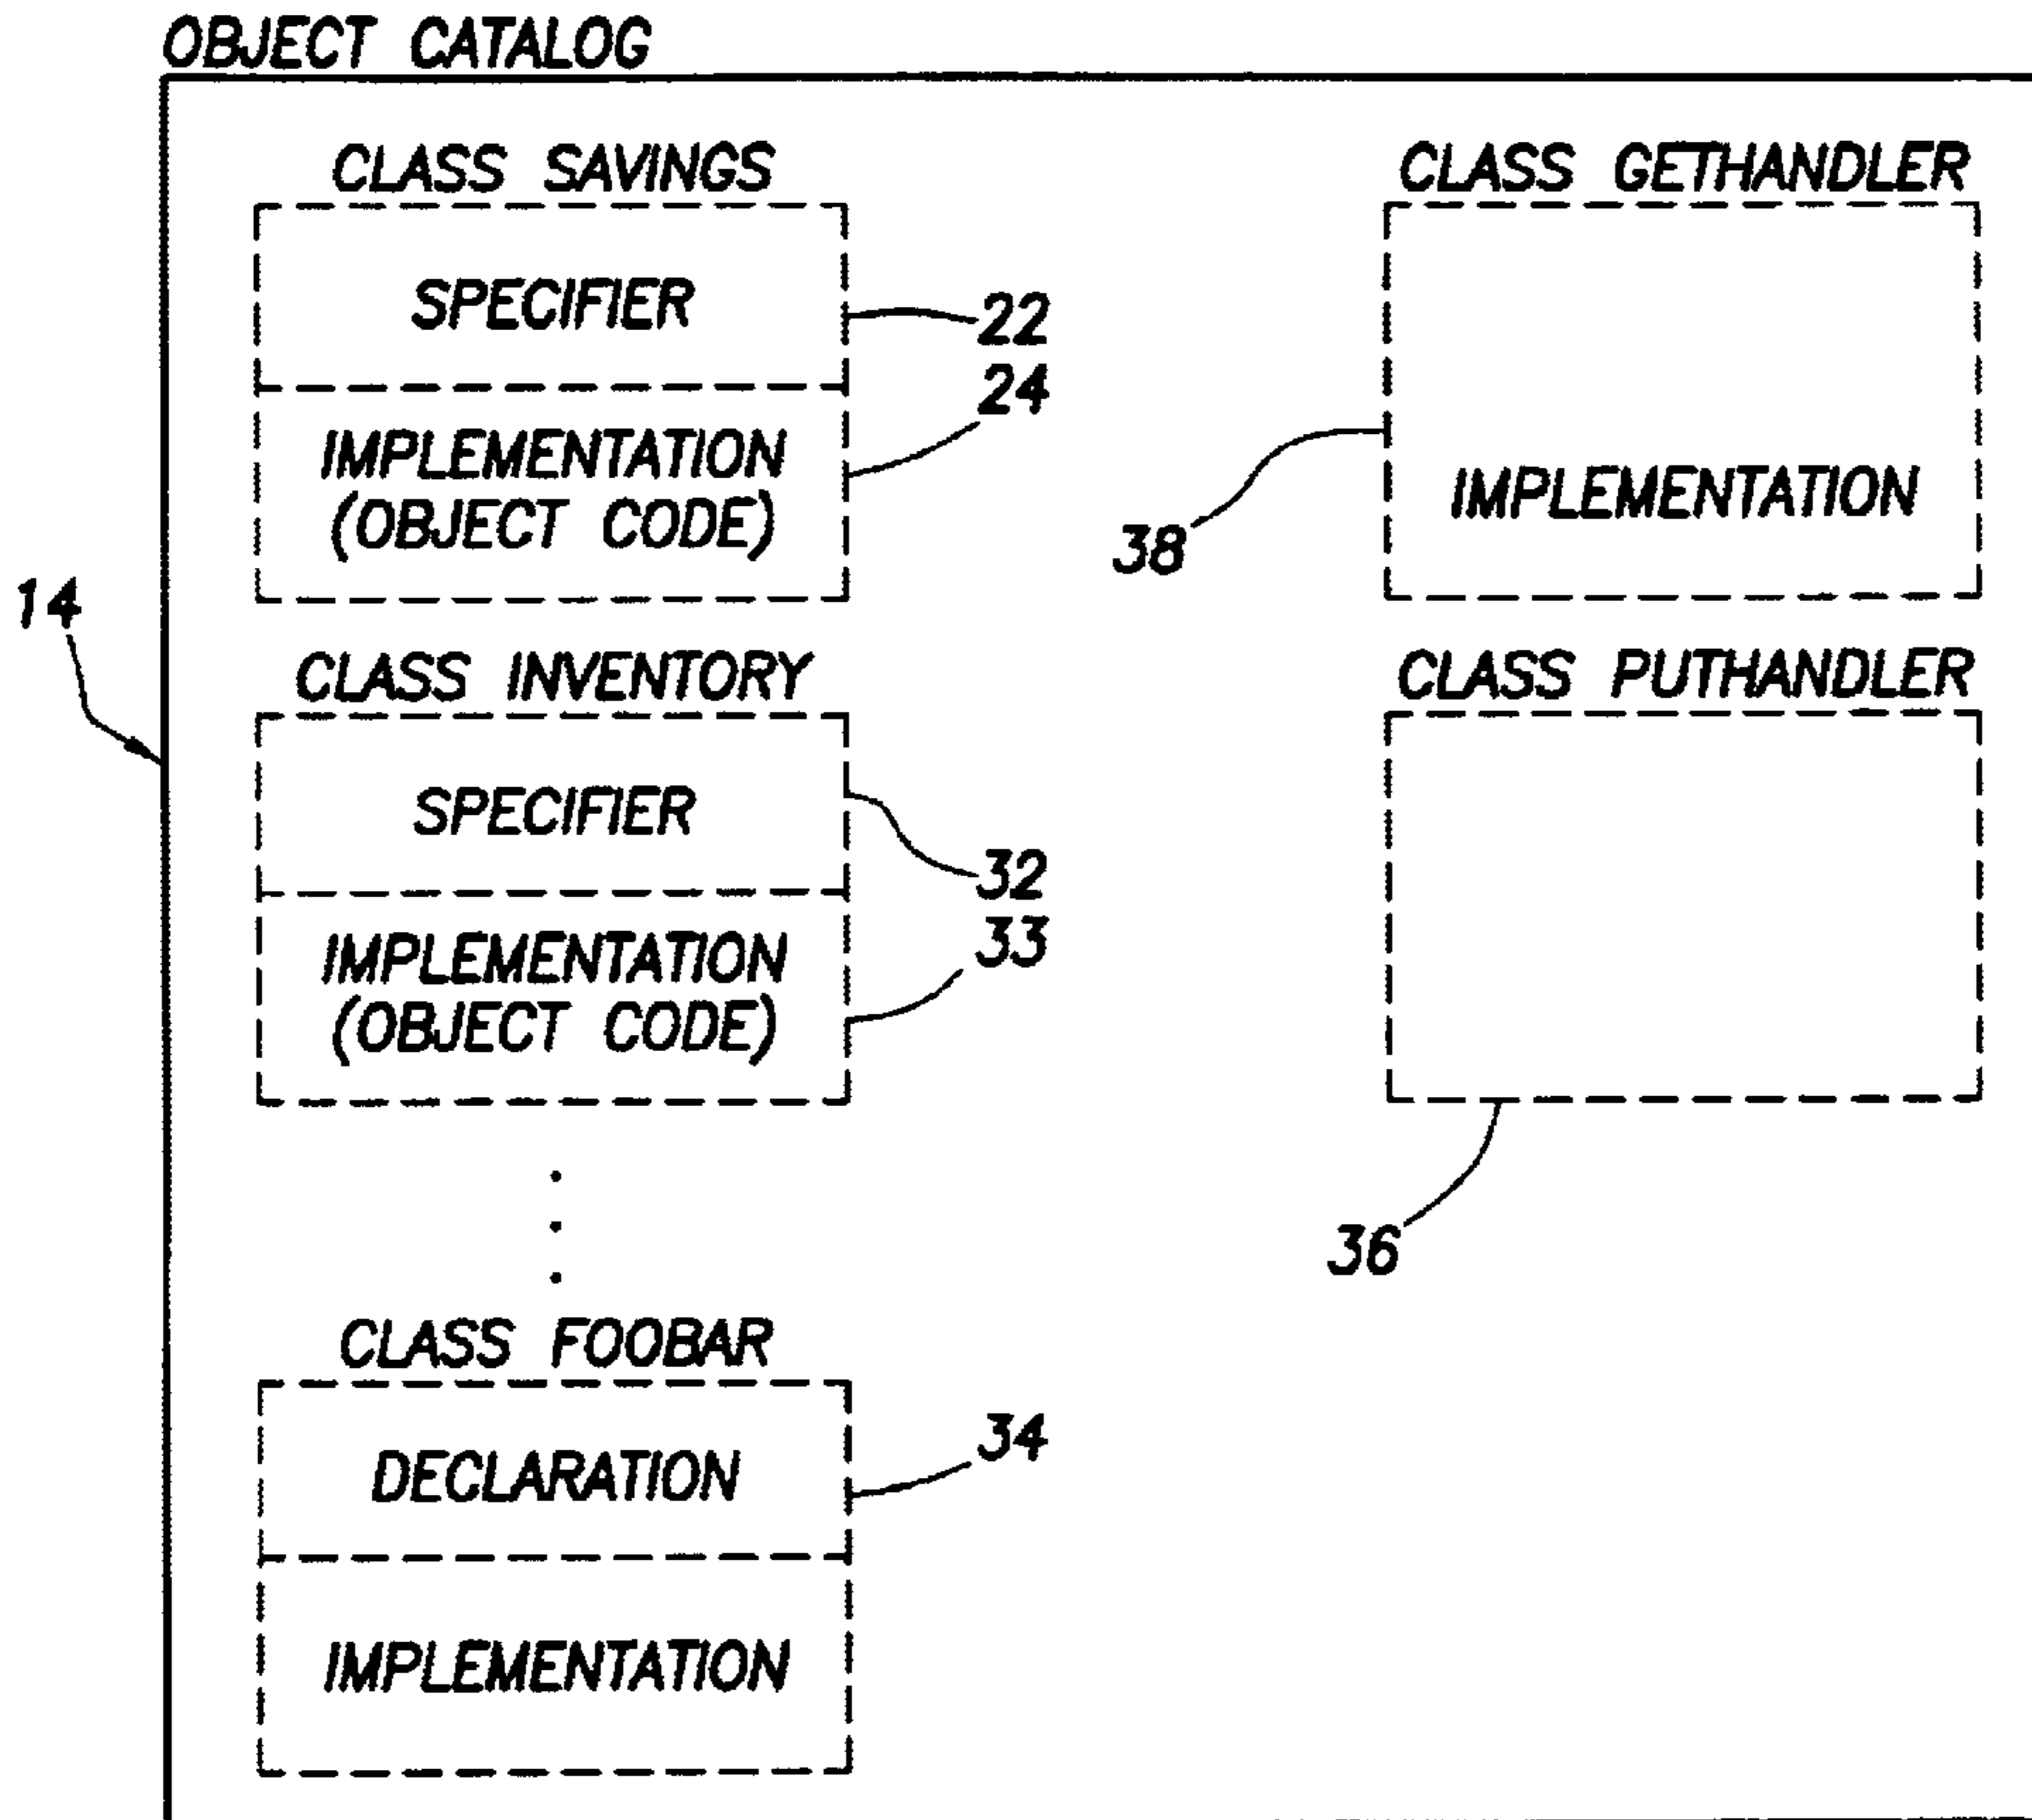 OBJECT CATALOG
CLASS SAVINGS
SPECIFIER
22
24
IMPLEMENTATION
(OBJECT CODE)
CLASS GETHANDLER
IMPLEMENTATION
38
14
CLASS INVENTORY
SPECIFIER
32
33
IMPLEMENTATION
(OBJECT CODE)
CLASS PUTHANDLER
36
CLASS FOOBAR
DECLARATION
34
IMPLEMENTATION